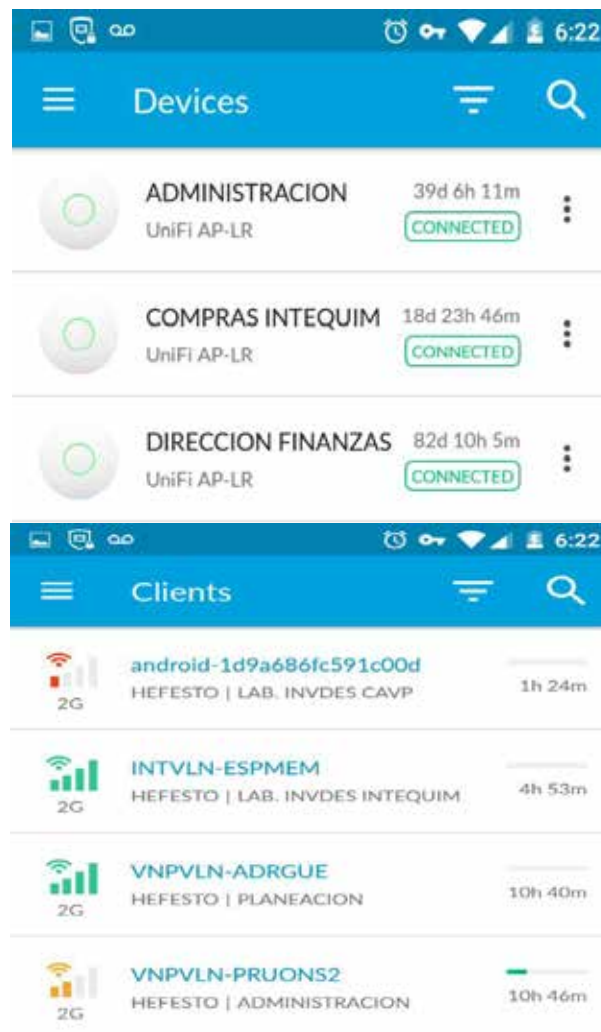 6:22
Devices
ADMINISTRACION 39d 6h 11m
UniFi AP-LR CONNECTED
COMPRAS INTEQUIM 18d 23h 46m
UniFi AP-LR CONNECTED
DIRECCION FINANZAS 82d 10h 5m
UniFi AP-LR CONNECTED
6:22
Clients
android-1d9a686fc591c00d
HEFESTO | LAB. INVDES CAVP 1h 24m
2G
INTVLN-ESPMEM
HEFESTO | LAB. INVDES INTEQUIM 4h 53m
2G
VNPVLN-ADRGUE
HEFESTO | PLANEACION 10h 40m
2G
VNPVLN-PRUONS2
HEFESTO | ADMINISTRACION 10h 46m
2G